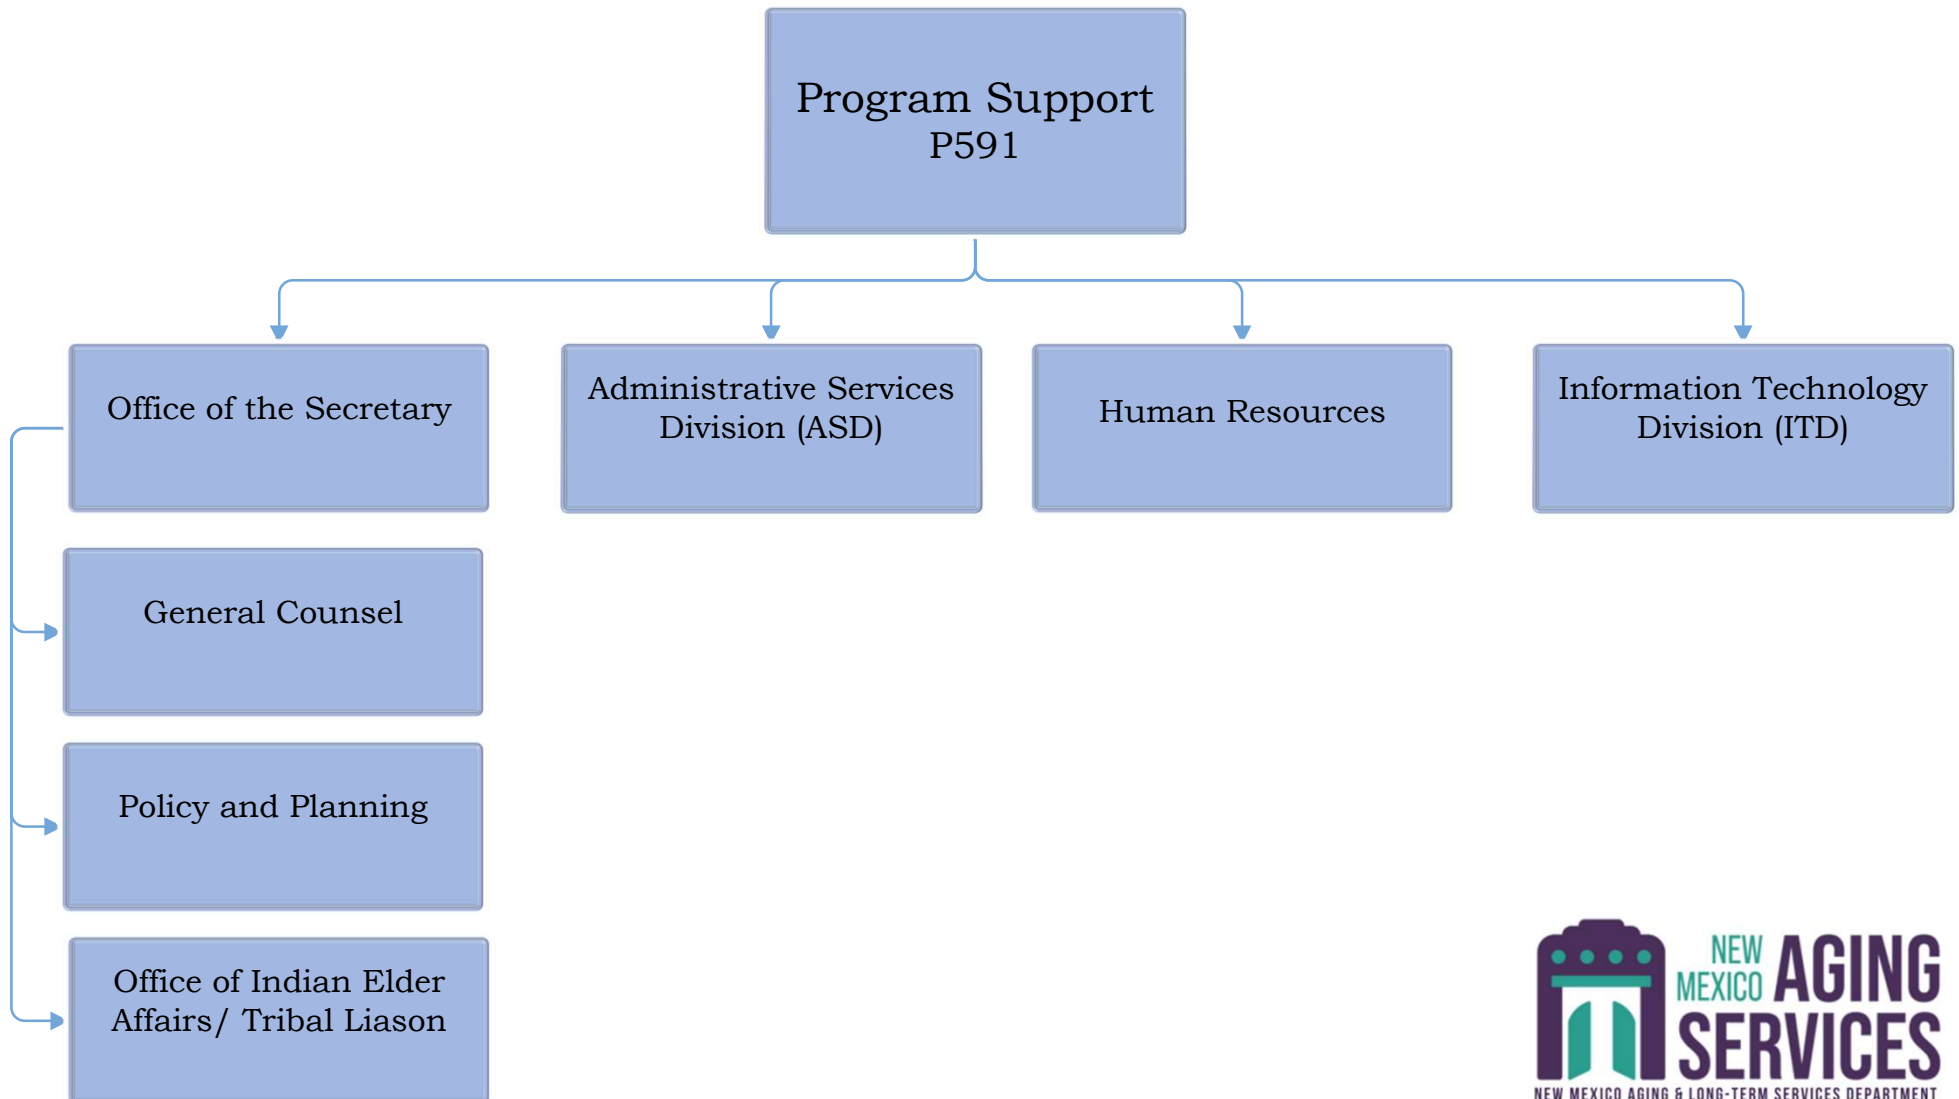 Program Support
P591
Office of the Secretary
Administrative Services
Division (ASD)
Human Resources
Information Technology
Division (ITD)
General Counsel
Policy and Planning
Office of Indian Elder
Affairs/ Tribal Liason
NEW
MEXICO
AGING
SERVICES
NEW MEXICO AGING & LONG-TERM SERVICES DEPARTMENT